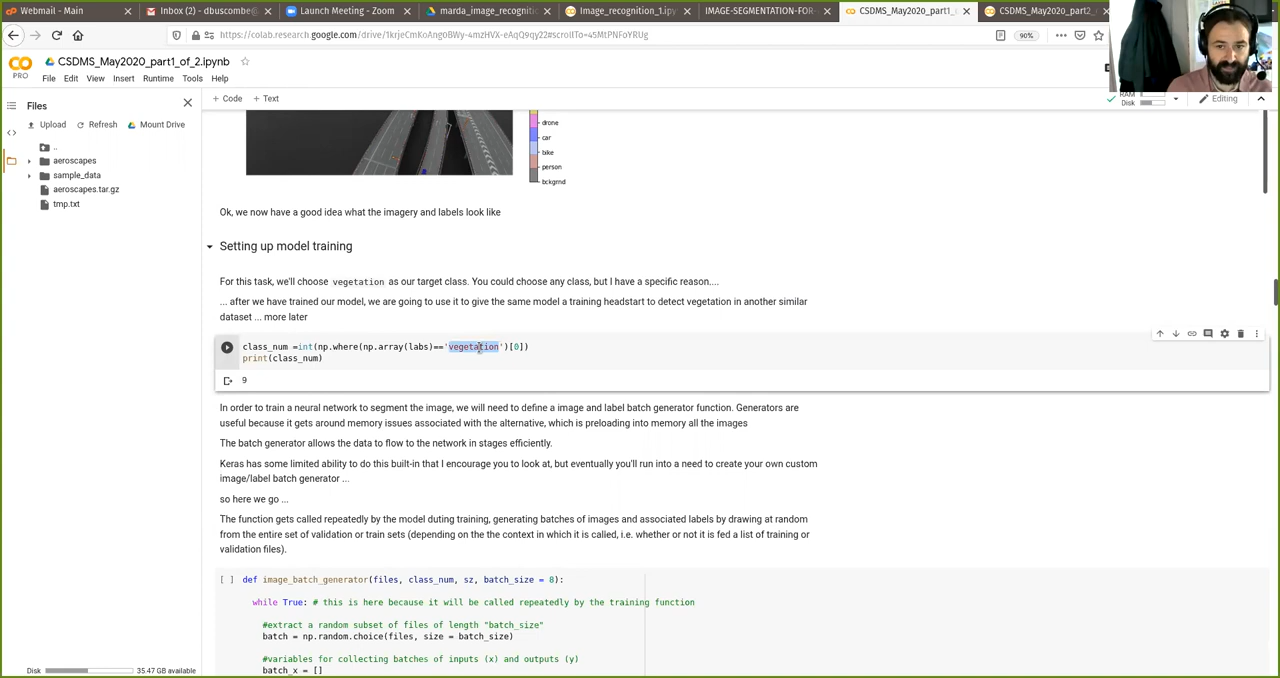 Webmail - Main
Inbox (2) - dbuscombe@
Launch Meeting - Zoom
marda_image_recognitic
Image_recognition_1.ipyn
IMAGE-SEGMENTATION-FOR-
CSDMS_May2020_part1_
CSDMS_May2020_part2_
https://colab.research.google.com/drive/
90%
CSDMS_May2020_part1_of_2.ipynb
PRO
File Edit View Insert Runtime Tools Help
RAM
Disk
Editing
Files
+ Code + Text
Upload Refresh Mount Drive
..
aeroscapes
sample_data
aeroscapes.tar.gz
tmp.txt
drone
car
bike
person
bckgrnd
Ok, we now have a good idea what the imagery and labels look like
Setting up model training
For this task, we'll choose vegetation as our target class. You could choose any class, but I have a specific reason....
... after we have trained our model, we are going to use it to give the same model a training headstart to detect vegetation in another similar
dataset ... more later
class_num =int(np.where(np.array(labs)=='vegetation')[0])
print(class_num)
9
In order to train a neural network to segment the image, we will need to define a image and label batch generator function. Generators are
useful because it gets around memory issues associated with the alternative, which is preloading into memory all the images
The batch generator allows the data to flow to the network in stages efficiently.
Keras has some limited ability to do this built-in that I encourage you to look at, but eventually you'll run into a need to create your own custom
image/label batch generator ...
so here we go ...
The function gets called repeatedly by the model duting training, generating batches of images and associated labels by drawing at random
from the entire set of validation or train sets (depending on the the context in which it is called, i.e. whether or not it is fed a list of training or
validation files).
[ ] def image_batch_generator(files, class_num, sz, batch_size = 8):
while True: # this is here because it will be called repeatedly by the training function
#extract a random subset of files of length "batch_size"
batch = np.random.choice(files, size = batch_size)
#variables for collecting batches of inputs (x) and outputs (y)
batch_x = []
Disk 35.47 GB available